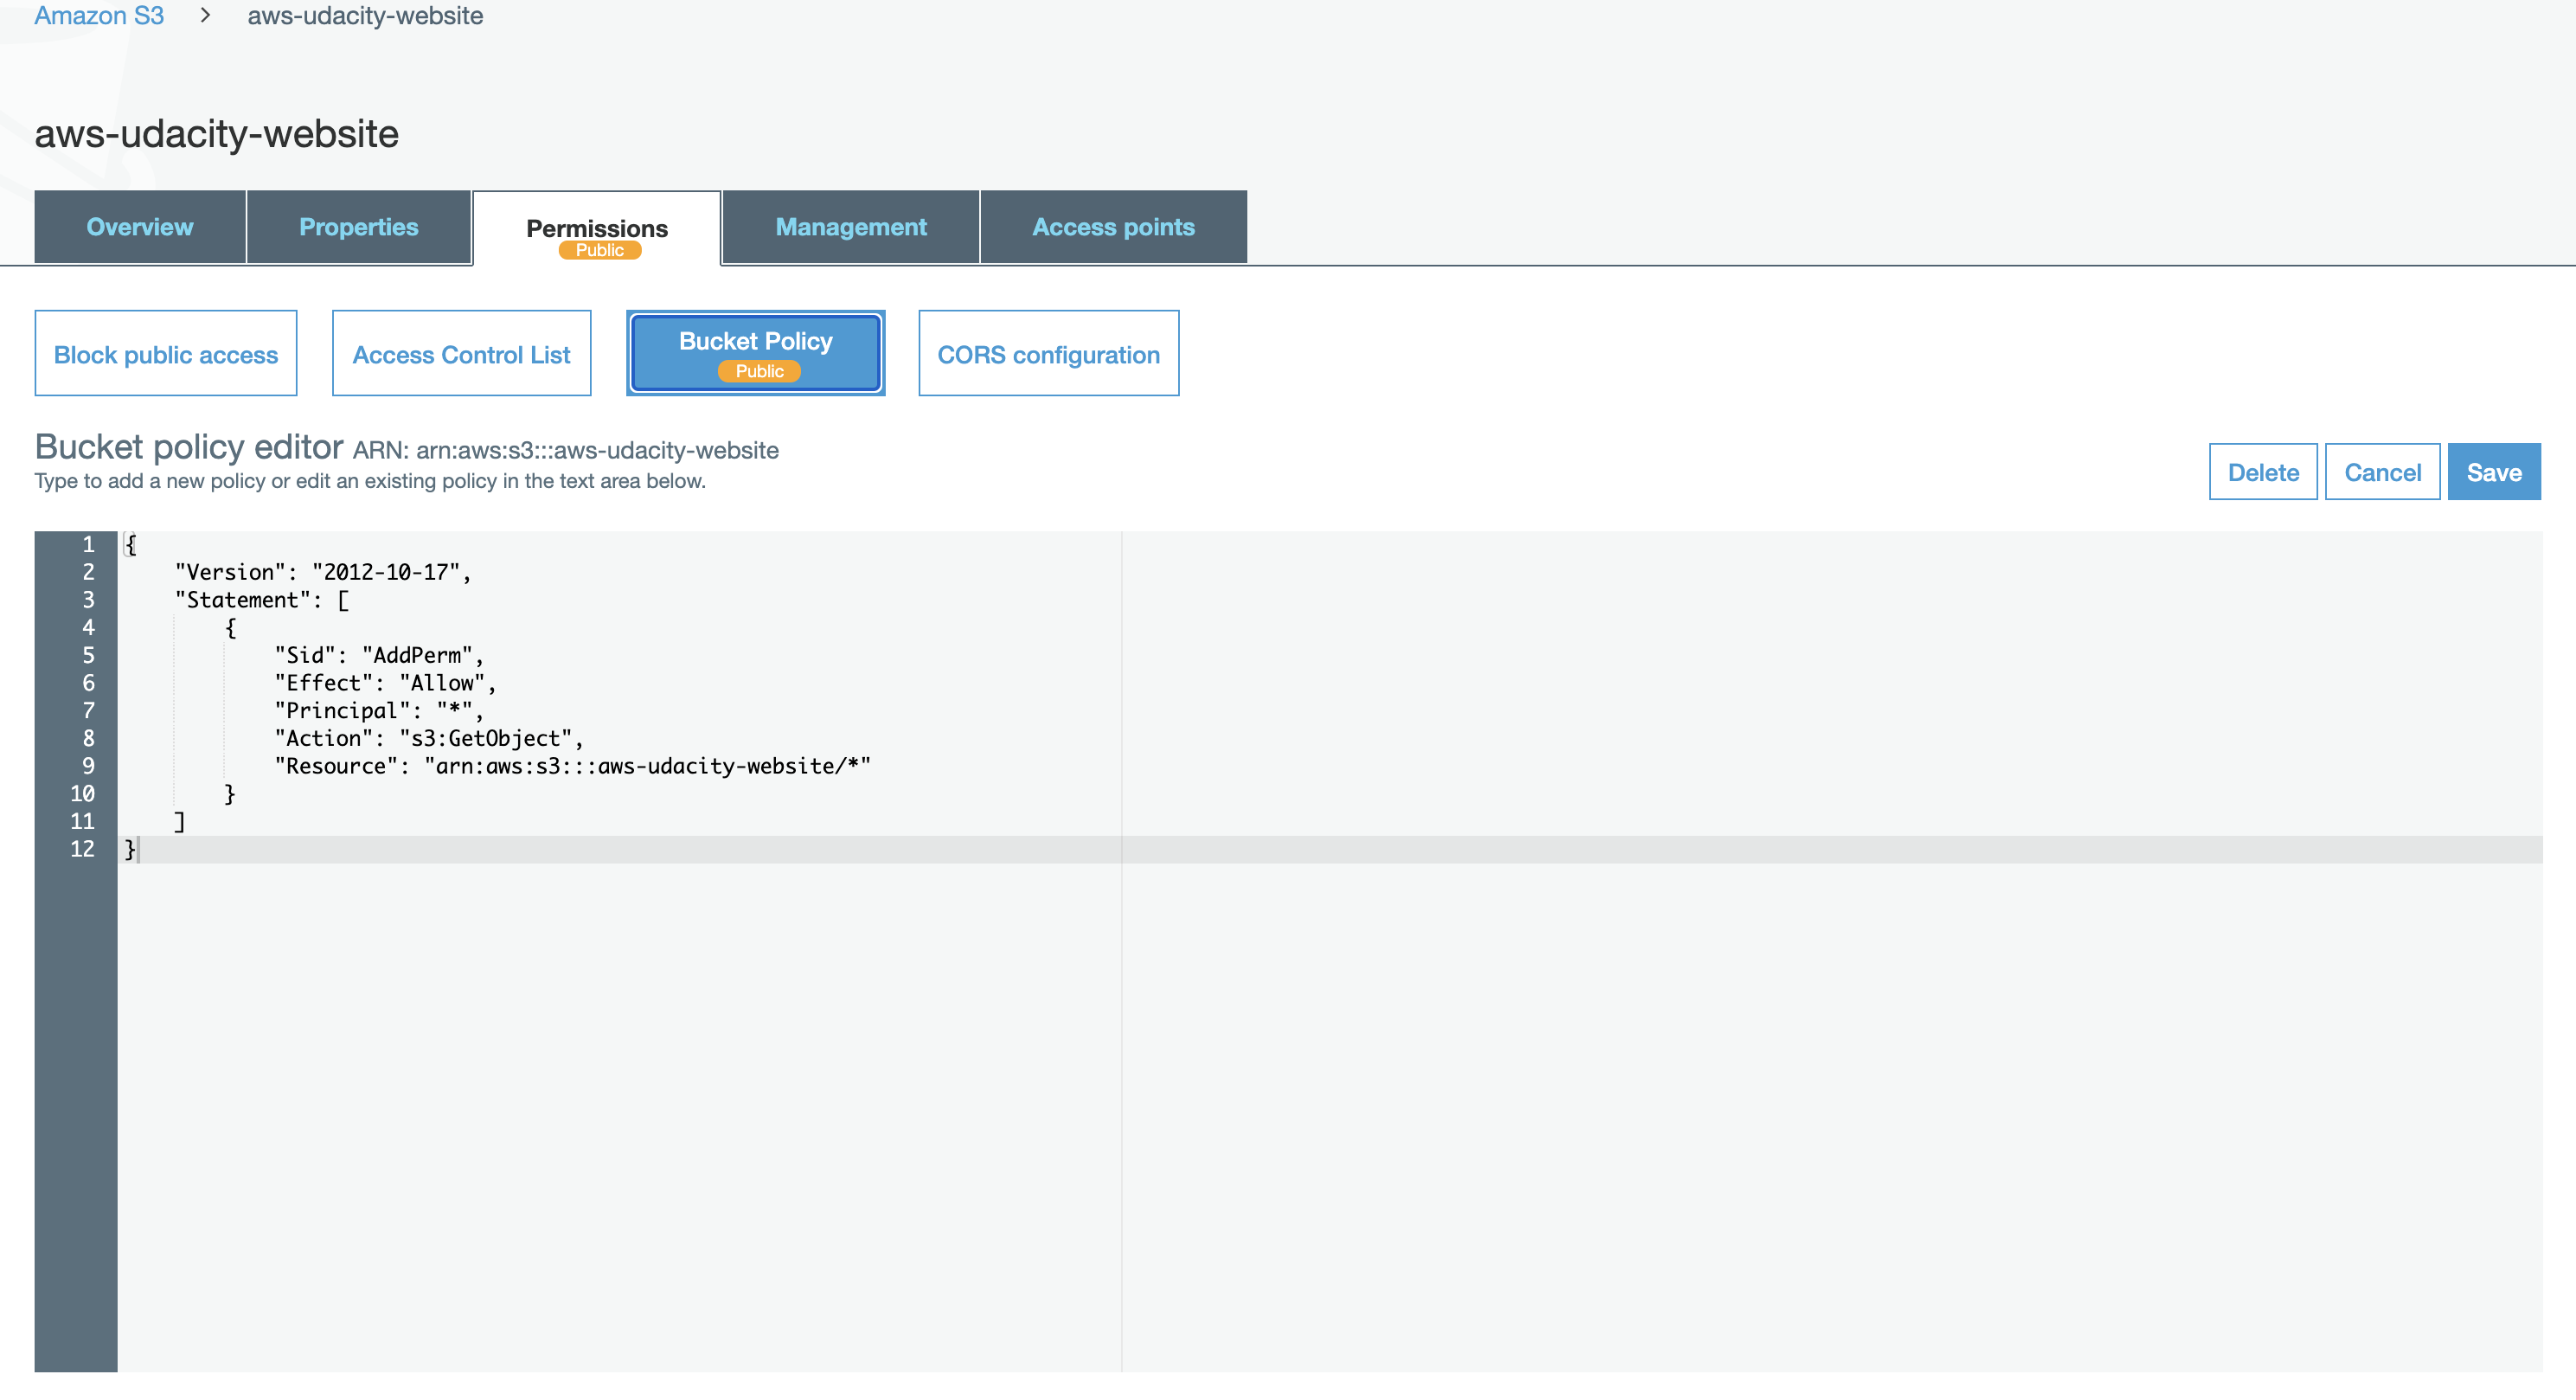 Amazon S3 > aws-udacity-website
aws-udacity-website
Overview Properties Permissions Management Access points
Public
Block public access Access Control List Bucket Policy CORS configuration
Public
Bucket policy editor ARN: arn:aws:s3:::aws-udacity-website
Type to add a new policy or edit an existing policy in the text area below.
Delete Cancel Save
1 {
2     "Version": "2012-10-17",
3     "Statement": [
4         {
5             "Sid": "AddPerm",
6             "Effect": "Allow",
7             "Principal": "*",
8             "Action": "s3:GetObject",
9             "Resource": "arn:aws:s3:::aws-udacity-website/*"
10         }
11     ]
12 }